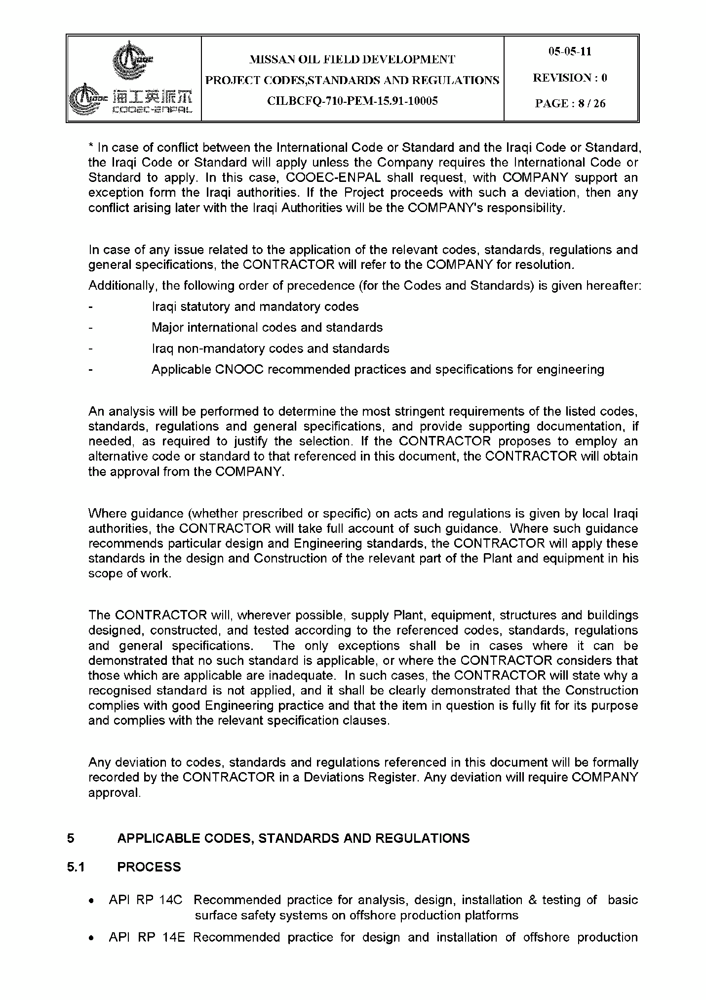 MISSAN OIL FIELD DEVELOPMENT
PROJECT CODES,STANDARDS AND REGULATIONS
CILBCFQ-710-PEM-15.91-10005
05-05-11
REVISION : 0
PAGE : 8 / 26
海工英派尔
COOEC-ENPAL
* In case of conflict between the International Code or Standard and the Iraqi Code or Standard,
the Iraqi Code or Standard will apply unless the Company requires the International Code or
Standard to apply. In this case, COOEC-ENPAL shall request, with COMPANY support an
exception form the Iraqi authorities. If the Project proceeds with such a deviation, then any
conflict arising later with the Iraqi Authorities will be the COMPANY's responsibility.
In case of any issue related to the application of the relevant codes, standards, regulations and
general specifications, the CONTRACTOR will refer to the COMPANY for resolution.
Additionally, the following order of precedence (for the Codes and Standards) is given hereafter:
- Iraqi statutory and mandatory codes
- Major international codes and standards
- Iraq non-mandatory codes and standards
- Applicable CNOOC recommended practices and specifications for engineering
An analysis will be performed to determine the most stringent requirements of the listed codes,
standards, regulations and general specifications, and provide supporting documentation, if
needed, as required to justify the selection. If the CONTRACTOR proposes to employ an
alternative code or standard to that referenced in this document, the CONTRACTOR will obtain
the approval from the COMPANY.
Where guidance (whether prescribed or specific) on acts and regulations is given by local Iraqi
authorities, the CONTRACTOR will take full account of such guidance. Where such guidance
recommends particular design and Engineering standards, the CONTRACTOR will apply these
standards in the design and Construction of the relevant part of the Plant and equipment in his
scope of work.
The CONTRACTOR will, wherever possible, supply Plant, equipment, structures and buildings
designed, constructed, and tested according to the referenced codes, standards, regulations
and general specifications. The only exceptions shall be in cases where it can be
demonstrated that no such standard is applicable, or where the CONTRACTOR considers that
those which are applicable are inadequate. In such cases, the CONTRACTOR will state why a
recognised standard is not applied, and it shall be clearly demonstrated that the Construction
complies with good Engineering practice and that the item in question is fully fit for its purpose
and complies with the relevant specification clauses.
Any deviation to codes, standards and regulations referenced in this document will be formally
recorded by the CONTRACTOR in a Deviations Register. Any deviation will require COMPANY
approval.
5 APPLICABLE CODES, STANDARDS AND REGULATIONS
5.1 PROCESS
• API RP 14C Recommended practice for analysis, design, installation & testing of basic
surface safety systems on offshore production platforms
• API RP 14E Recommended practice for design and installation of offshore production